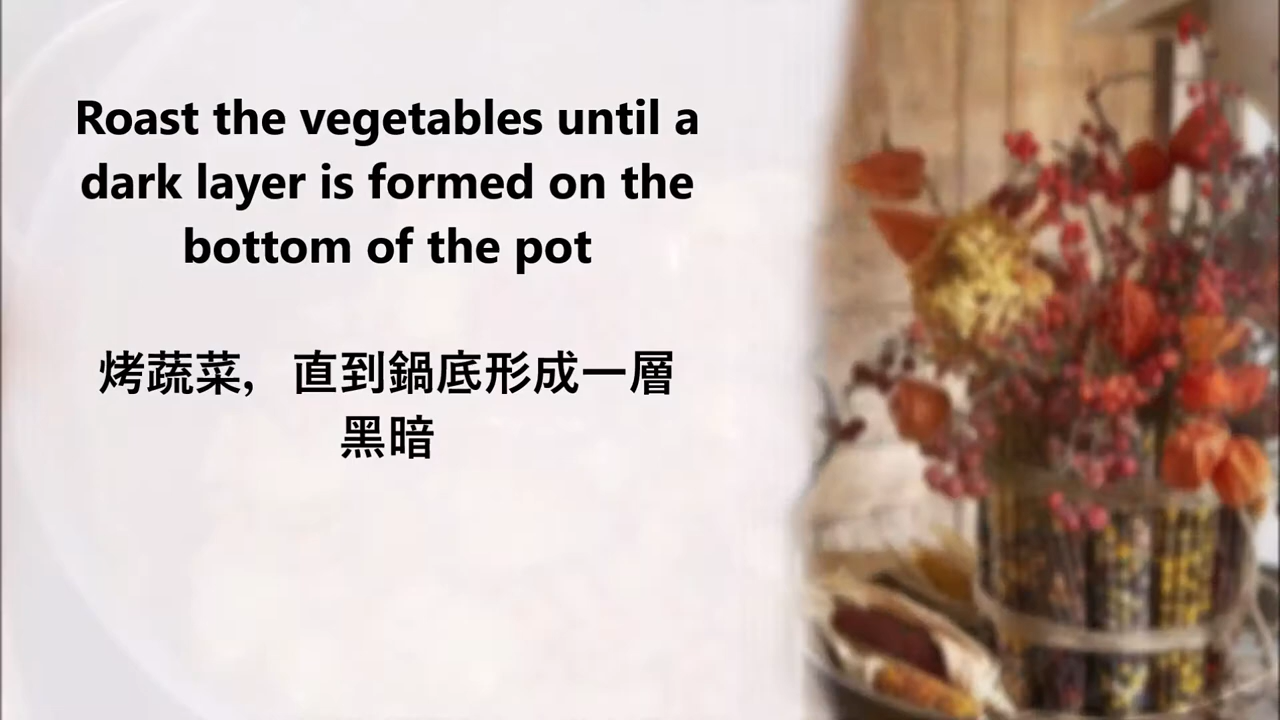 Roast the vegetables until a
dark layer is formed on the
bottom of the pot
烤蔬菜，直到鍋底形成一層
黑暗